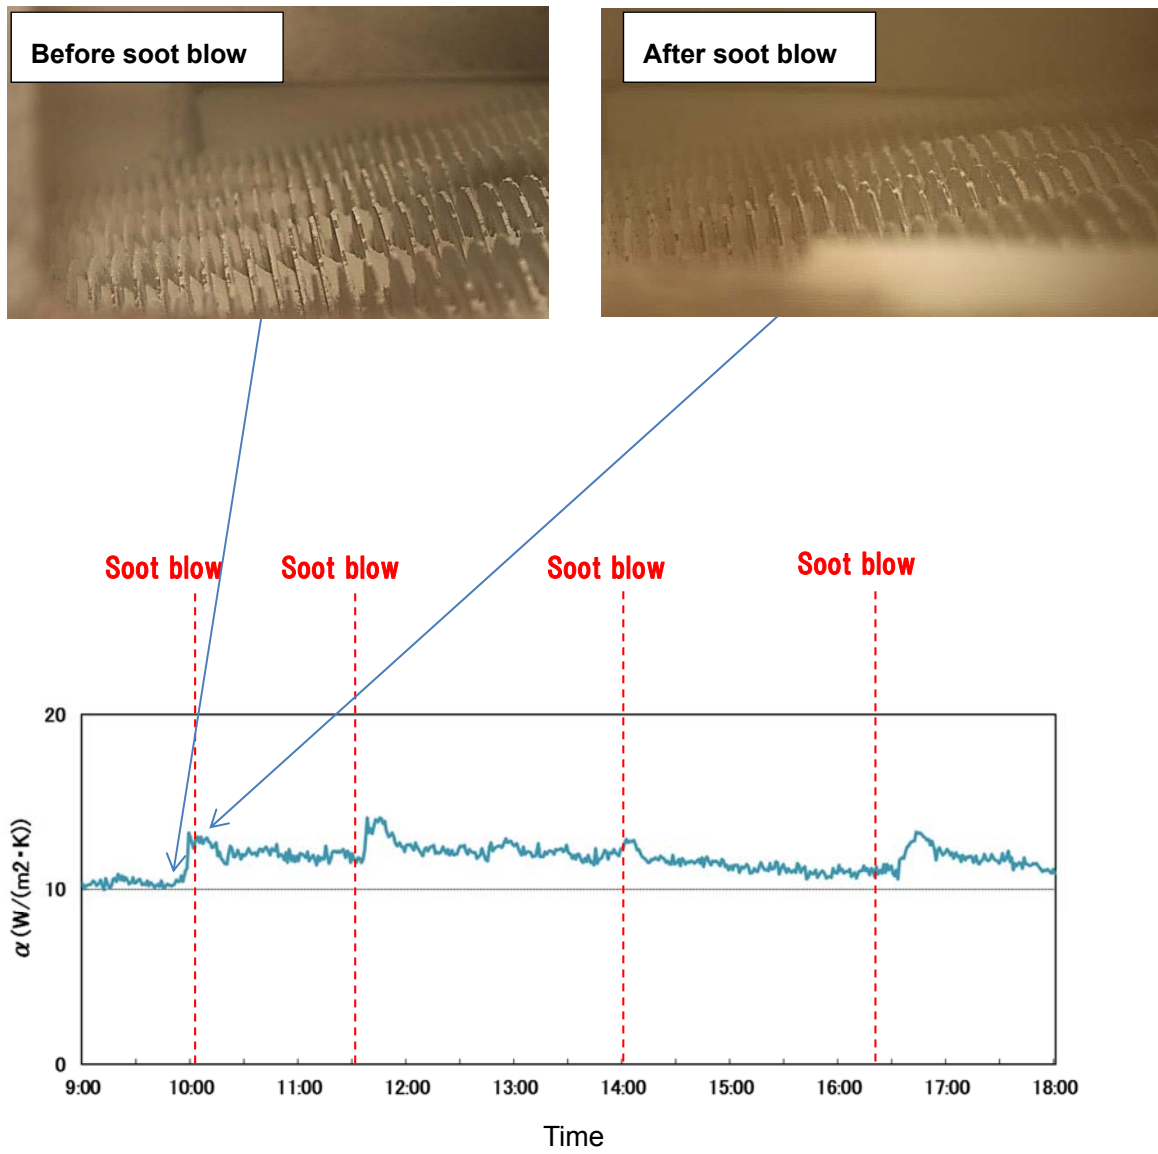 Before soot blow
After soot blow
Soot blow
Soot blow
Soot blow
Soot blow
20
10
0
α(W/(m2・K))
9:00
10:00
11:00
12:00
13:00
14:00
15:00
16:00
17:00
18:00
Time